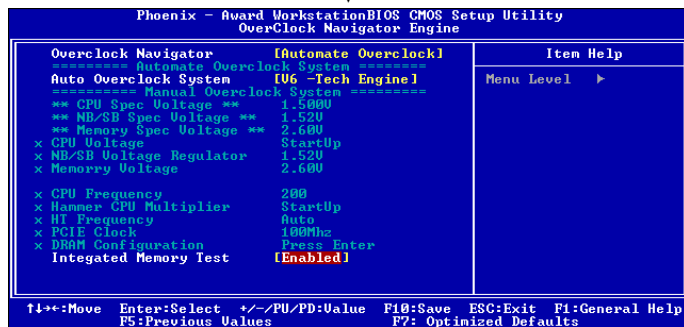 Phoenix - Award WorkstationBIOS CMOS Setup Utility
OverClock Navigator Engine
Overclock Navigator [Automate Overclock] Item Help
======== Automate Overclock System ========
Auto Overclock System [V6 -Tech Engine] Menu Level ▶
========== Manual Overclock System =========
** CPU Spec Voltage ** 1.500V
** NB/SB Spec Voltage ** 1.52V
** Memory Spec Voltage ** 2.60V
x CPU Voltage StartUp
x NB/SB Voltage Regulator 1.52V
x Memorry Voltage 2.60V
x CPU Frequency 200
x Hammer CPU Multiplier StartUp
x HT Frequency Auto
x PCIE Clock 100Mhz
x DRAM Configuration Press Enter
Integated Memory Test [Enabled]
↑↓→←:Move Enter:Select +/-/PU/PD:Value F10:Save ESC:Exit F1:General Help
F5:Previous Values F7: Optimized Defaults